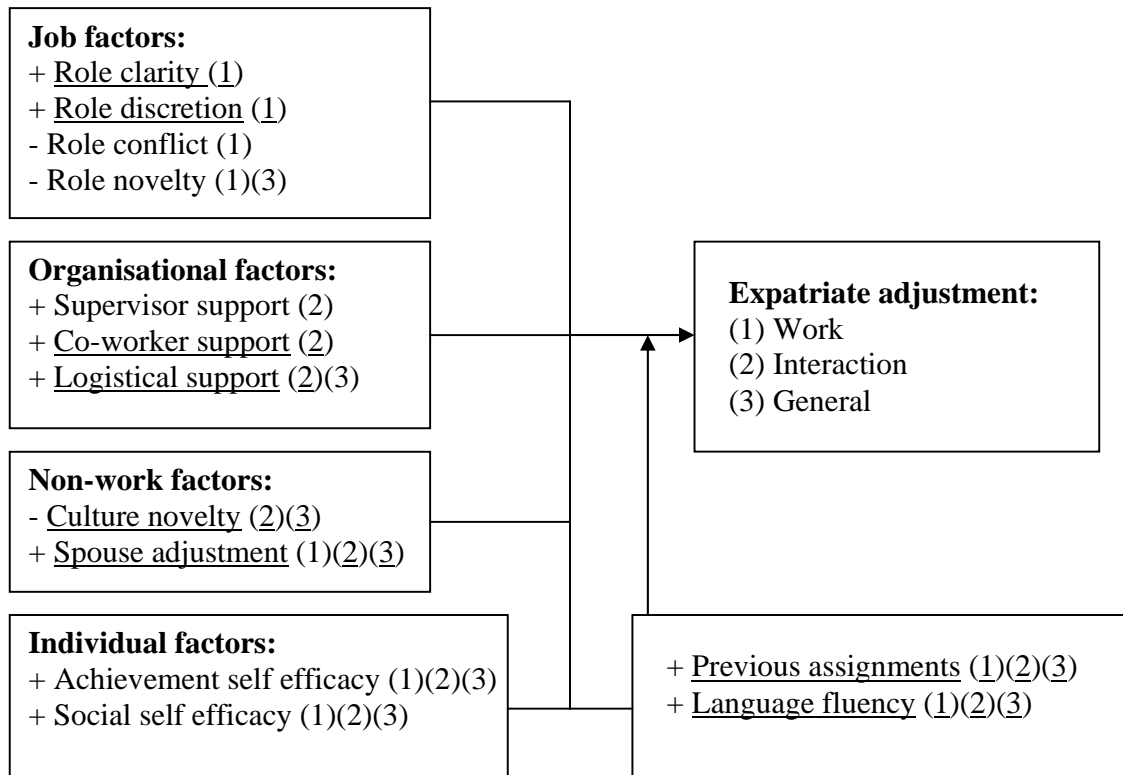 Job factors:
+ Role clarity (1)
+ Role discretion (1)
- Role conflict (1)
- Role novelty (1)(3)
Organisational factors:
+ Supervisor support (2)
+ Co-worker support (2)
+ Logistical support (2)(3)
Expatriate adjustment:
(1) Work
(2) Interaction
(3) General
Non-work factors:
- Culture novelty (2)(3)
+ Spouse adjustment (1)(2)(3)
Individual factors:
+ Achievement self efficacy (1)(2)(3)
+ Social self efficacy (1)(2)(3)
+ Previous assignments (1)(2)(3)
+ Language fluency (1)(2)(3)